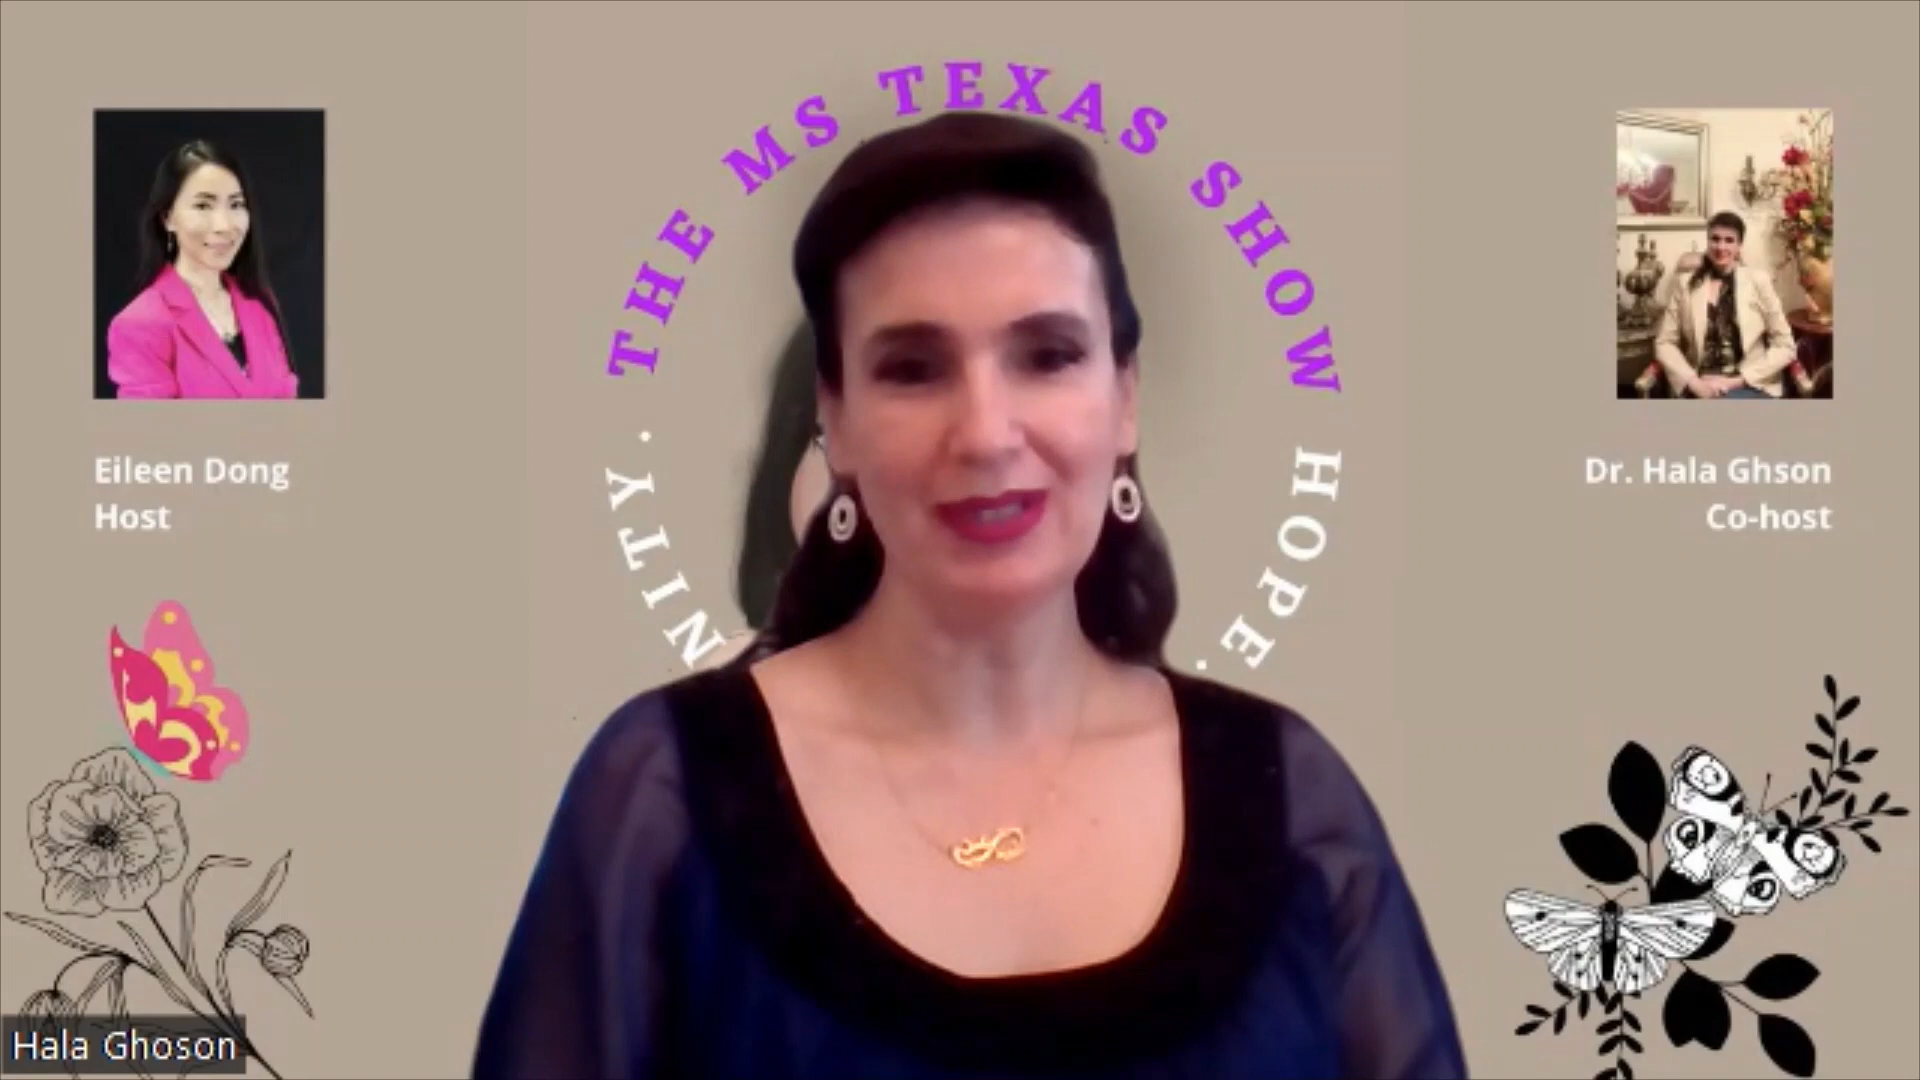 THE MS TEXAS SHOW
HOPE.
NITY.
Eileen Dong
Host
Dr. Hala Ghson
Co-host
Hala Ghoson